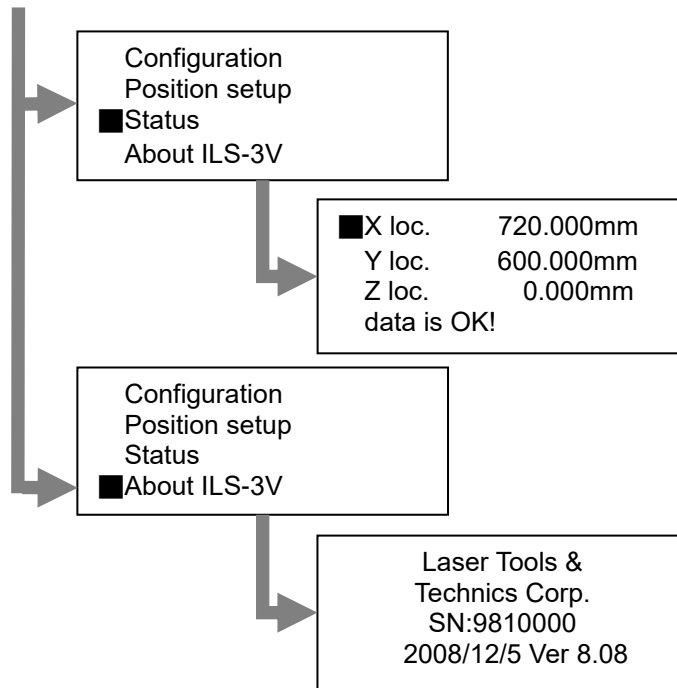 Configuration
Position setup
Status
About ILS-3V
X loc. 720.000mm
Y loc. 600.000mm
Z loc. 0.000mm
data is OK!
Configuration
Position setup
Status
About ILS-3V
Laser Tools &
Technics Corp.
SN:9810000
2008/12/5 Ver 8.08